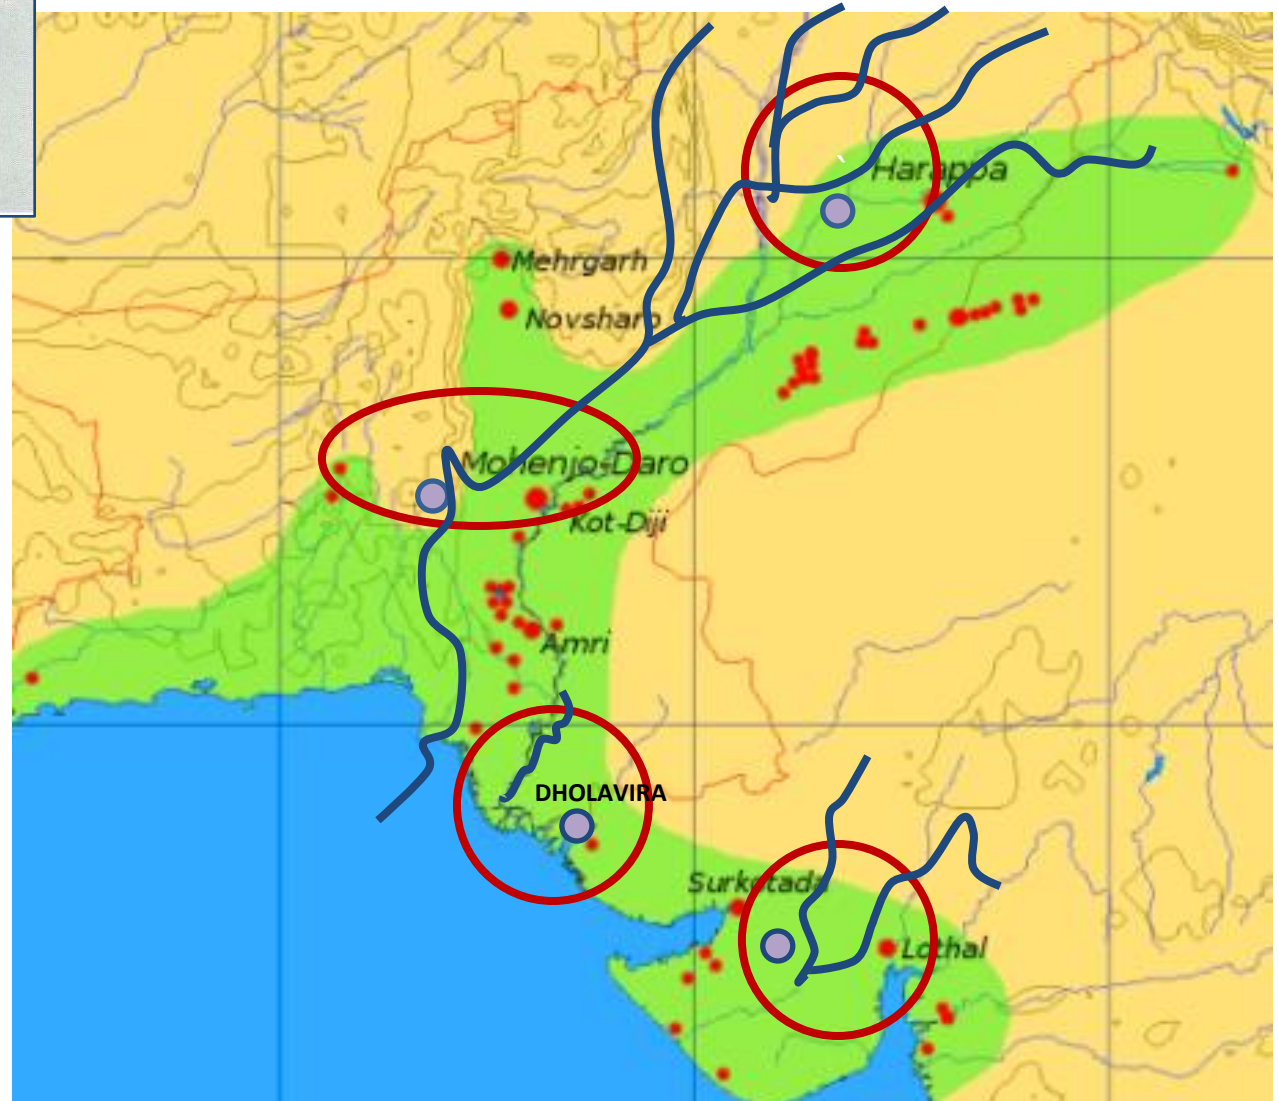 Harappa
Mehrgarh
Novsharo
Mohenjo-Daro
Kot-Diji
Amri
DHOLAVIRA
Surkotada
Lothal